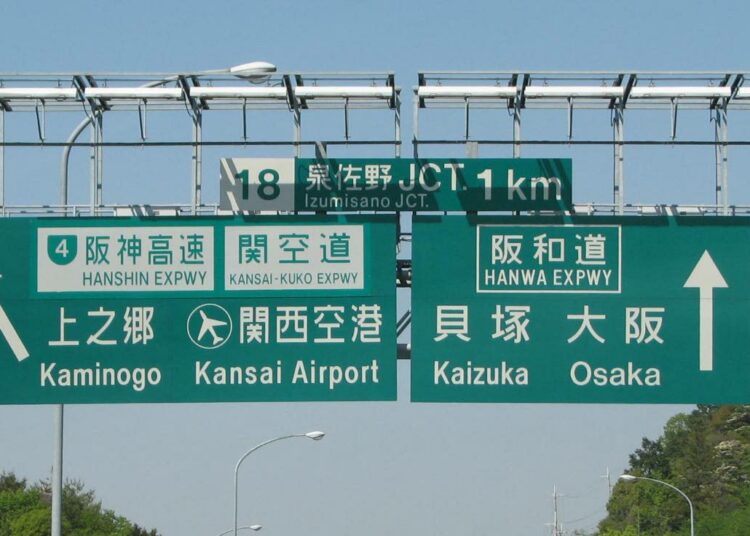 18 泉佐野 JCT. 1km
Izumisano JCT.
4 阪神高速
HANSHIN EXPWY
関空道
KANSAI-KUKO EXPWY
上之郷 関西空港
Kaminogo Kansai Airport
阪和道
HANWA EXPWY
貝塚 大阪
Kaizuka Osaka